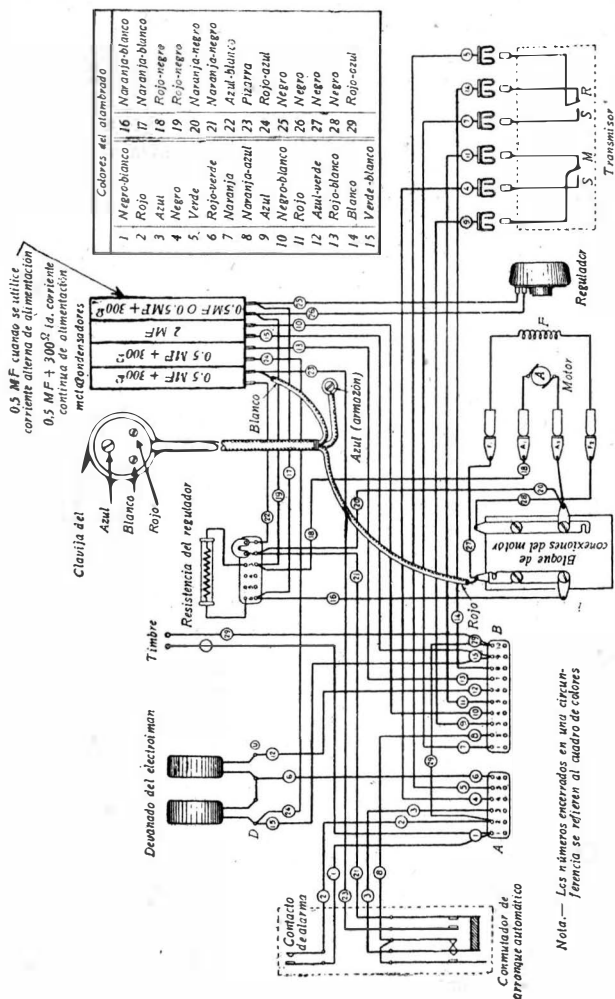 Colores del alambrado
1 Negro-blanco 16 Naranja-blanco
2 Rojo 17 Naranja-blanco
3 Azul 18 Rojo-negro
4 Negro 19 Rojo-negro
5 Verde 20 Naranja-negro
6 Rojo-verde 21 Naranja-negro
7 Naranja 22 Azul-blanco
8 Naranja-azul 23 Pizarra
9 Azul 24 Rojo-azul
10 Negro-blanco 25 Negro
11 Rojo 26 Negro
12 Azul-verde 27 Negro
13 Rojo-blanco 28 Negro
14 Blanco 29 Rojo-azul
15 Verde-blanco
0.5 MF cuando se utilice
corriente alterna de alimentación
0.5 MF + 300Ω id. corriente
continua de alimentación
Condensadores
0.5 MF + 300Ω
0.5 MF + 300Ω
2 MF
0.5MF O 0.5MF + 300Ω
Clavija del
Azul
Blanco
Rojo
Blanco
Azul (armazón)
Resistencia del regulador
Timbre
Devanado del electroiman
D
Contacto
de alarma
Conmutador de
arranque automático
A
B
Rojo
Bloque de
conexiones del motor
Motor
A
F
Regulador
Transmisor
S M S R
Nota.— Los números encerrados en una circun-
ferencia se refieren al cuadro de colores